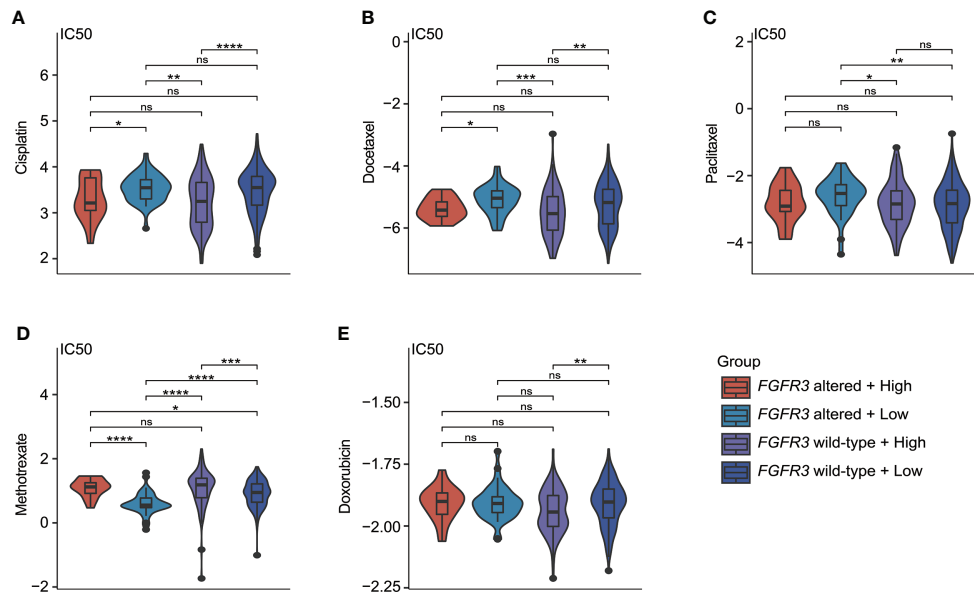 A
IC50
Cisplatin
6
5
4
3
2
****
ns
**
ns
ns
*
B
IC50
Docetaxel
0
−2
−4
−6
**
ns
***
ns
ns
*
C
IC50
Paclitaxel
2
0
−2
−4
ns
**
*
ns
ns
ns
D
IC50
Methotrexate
4
2
0
−2
***
****
****
*
ns
****
E
IC50
Doxorubicin
−1.50
−1.75
−2.00
−2.25
**
ns
ns
ns
ns
ns
Group
FGFR3 altered + High
FGFR3 altered + Low
FGFR3 wild-type + High
FGFR3 wild-type + Low